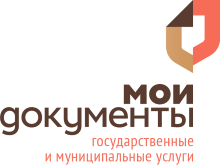 мои
документы
государственные
и муниципальные услуги